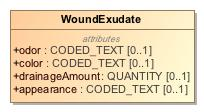 WoundExudate
attributes
+odor : CODED_TEXT [0..1]
+color : CODED_TEXT [0..1]
+drainageAmount: QUANTITY [0..1]
+appearance : CODED_TEXT [0..1]